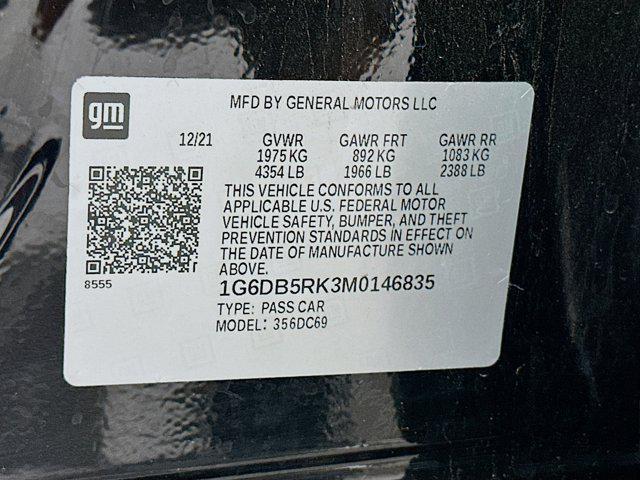 gm
MFD BY GENERAL MOTORS LLC
12/21 GVWR GAWR FRT GAWR RR
1975 KG 892 KG 1083 KG
4354 LB 1966 LB 2388 LB
THIS VEHICLE CONFORMS TO ALL
APPLICABLE U.S. FEDERAL MOTOR
VEHICLE SAFETY, BUMPER, AND THEFT
PREVENTION STANDARDS IN EFFECT ON
THE DATE OF MANUFACTURE SHOWN
ABOVE.
8555
1G6DB5RK3M0146835
TYPE: PASS CAR
MODEL: 356DC69